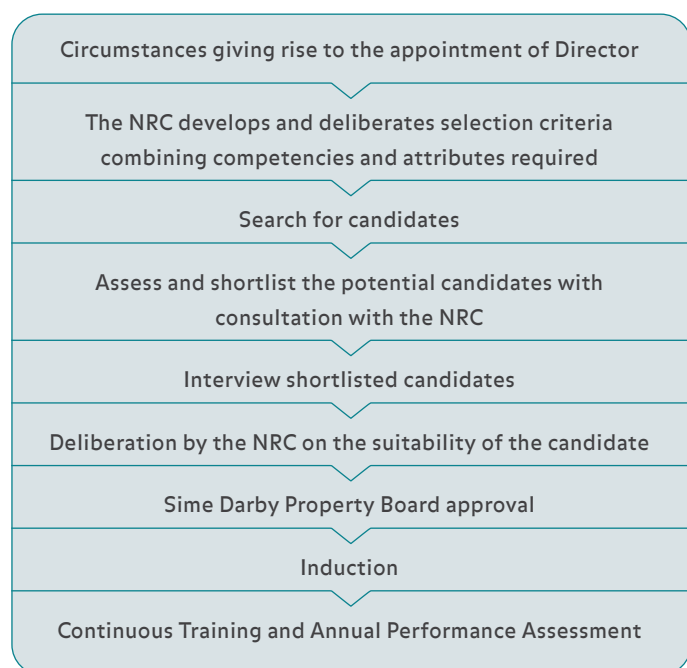 Circumstances giving rise to the appointment of Director
The NRC develops and deliberates selection criteria
combining competencies and attributes required
Search for candidates
Assess and shortlist the potential candidates with
consultation with the NRC
Interview shortlisted candidates
Deliberation by the NRC on the suitability of the candidate
Sime Darby Property Board approval
Induction
Continuous Training and Annual Performance Assessment